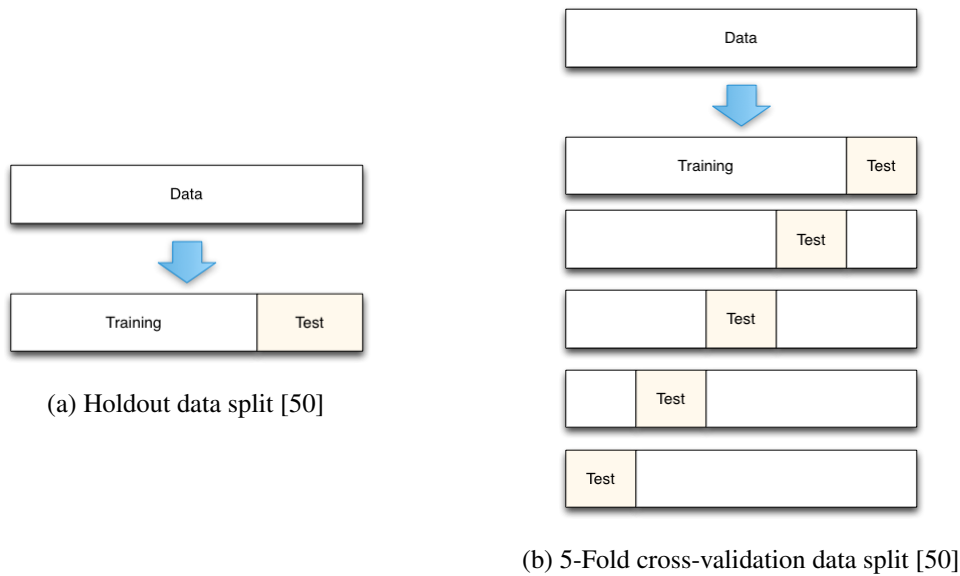 Data
Training Test
(a) Holdout data split [50]
Data
Training Test
Test
Test
Test
Test
(b) 5-Fold cross-validation data split [50]